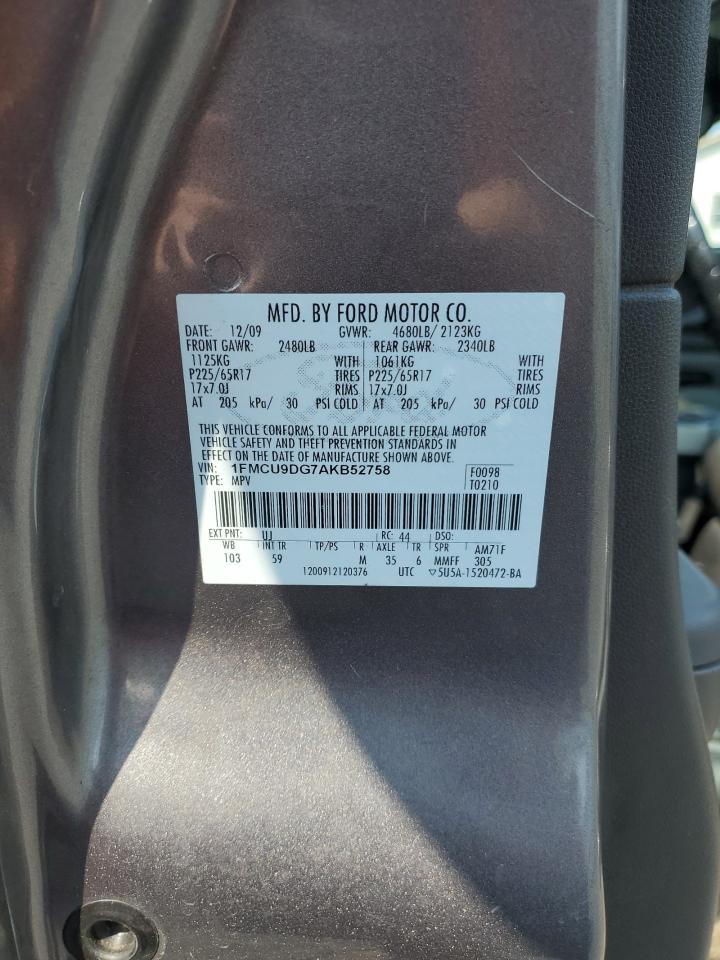 MFD. BY FORD MOTOR CO.
DATE: 12/09 GVWR: 4680LB/ 2123KG
FRONT GAWR: 2480LB REAR GAWR: 2340LB
1125KG WITH 1061KG WITH
P225/65R17 TIRES P225/65R17 TIRES
17x7.0J RIMS 17x7.0J RIMS
AT 205 kPa/ 30 PSI COLD AT 205 kPa/ 30 PSI COLD
THIS VEHICLE CONFORMS TO ALL APPLICABLE FEDERAL MOTOR
VEHICLE SAFETY AND THEFT PREVENTION STANDARDS IN
EFFECT ON THE DATE OF MANUFACTURE SHOWN ABOVE.
VIN: 1FMCU9DG7AKB52758 F0098
TYPE: MPV T0210
EXT PNT: UJ RC: 44 DSO:
WB INT TR TP/PS R AXLE TR SPR AM71F
103 59 M 35 6 MMFF 305
1200912120376 UTC ▽5U5A-1520472-BA